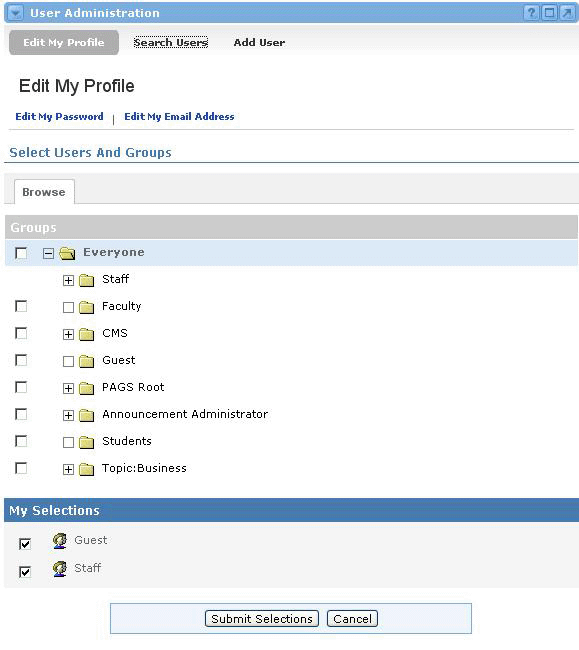 User Administration ?
Edit My Profile Search Users Add User
Edit My Profile
Edit My Password | Edit My Email Address
Select Users And Groups
Browse
Groups
Everyone
Staff
Faculty
CMS
Guest
PAGS Root
Announcement Administrator
Students
Topic:Business
My Selections
Guest
Staff
Submit Selections Cancel